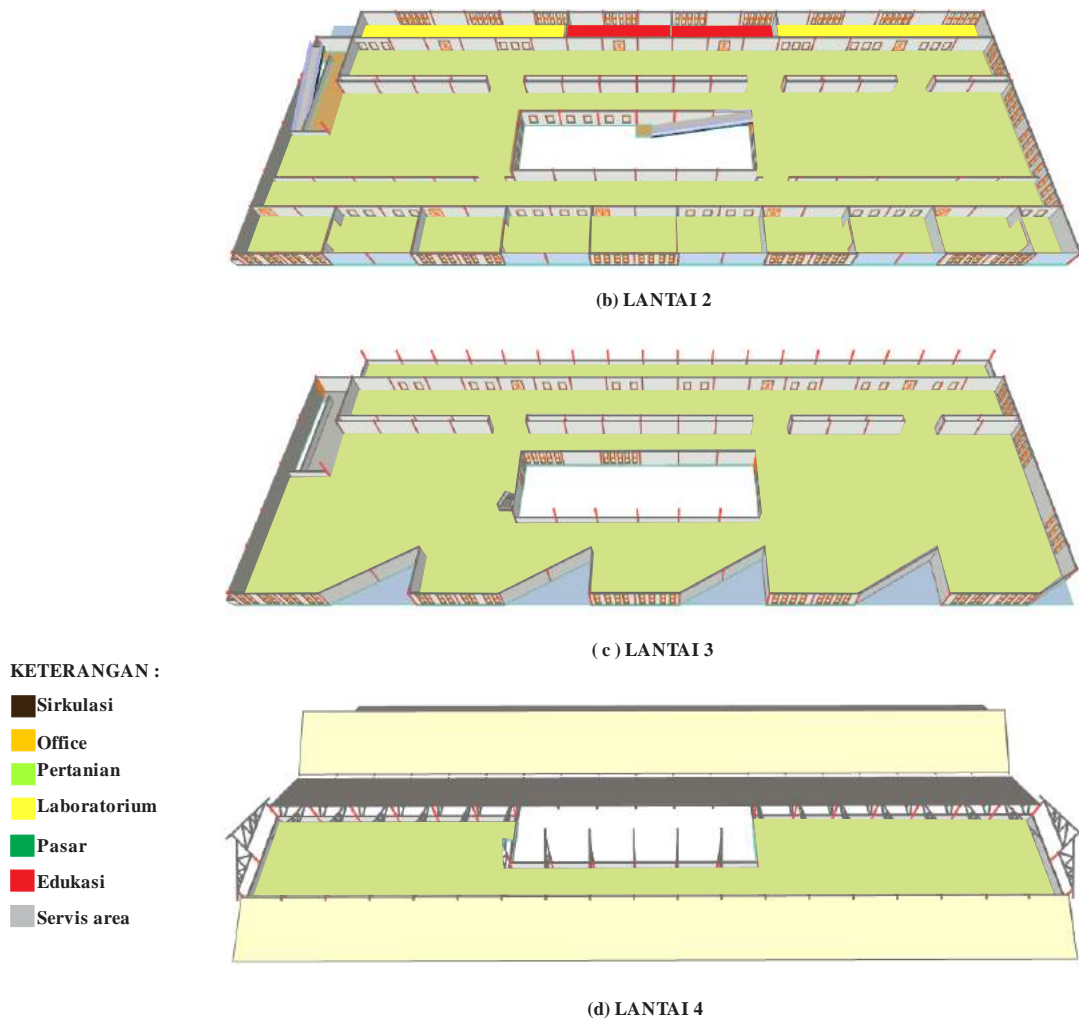 (b) LANTAI 2
( c ) LANTAI 3
KETERANGAN :
Sirkulasi
Office
Pertanian
Laboratorium
Pasar
Edukasi
Servis area
(d) LANTAI 4